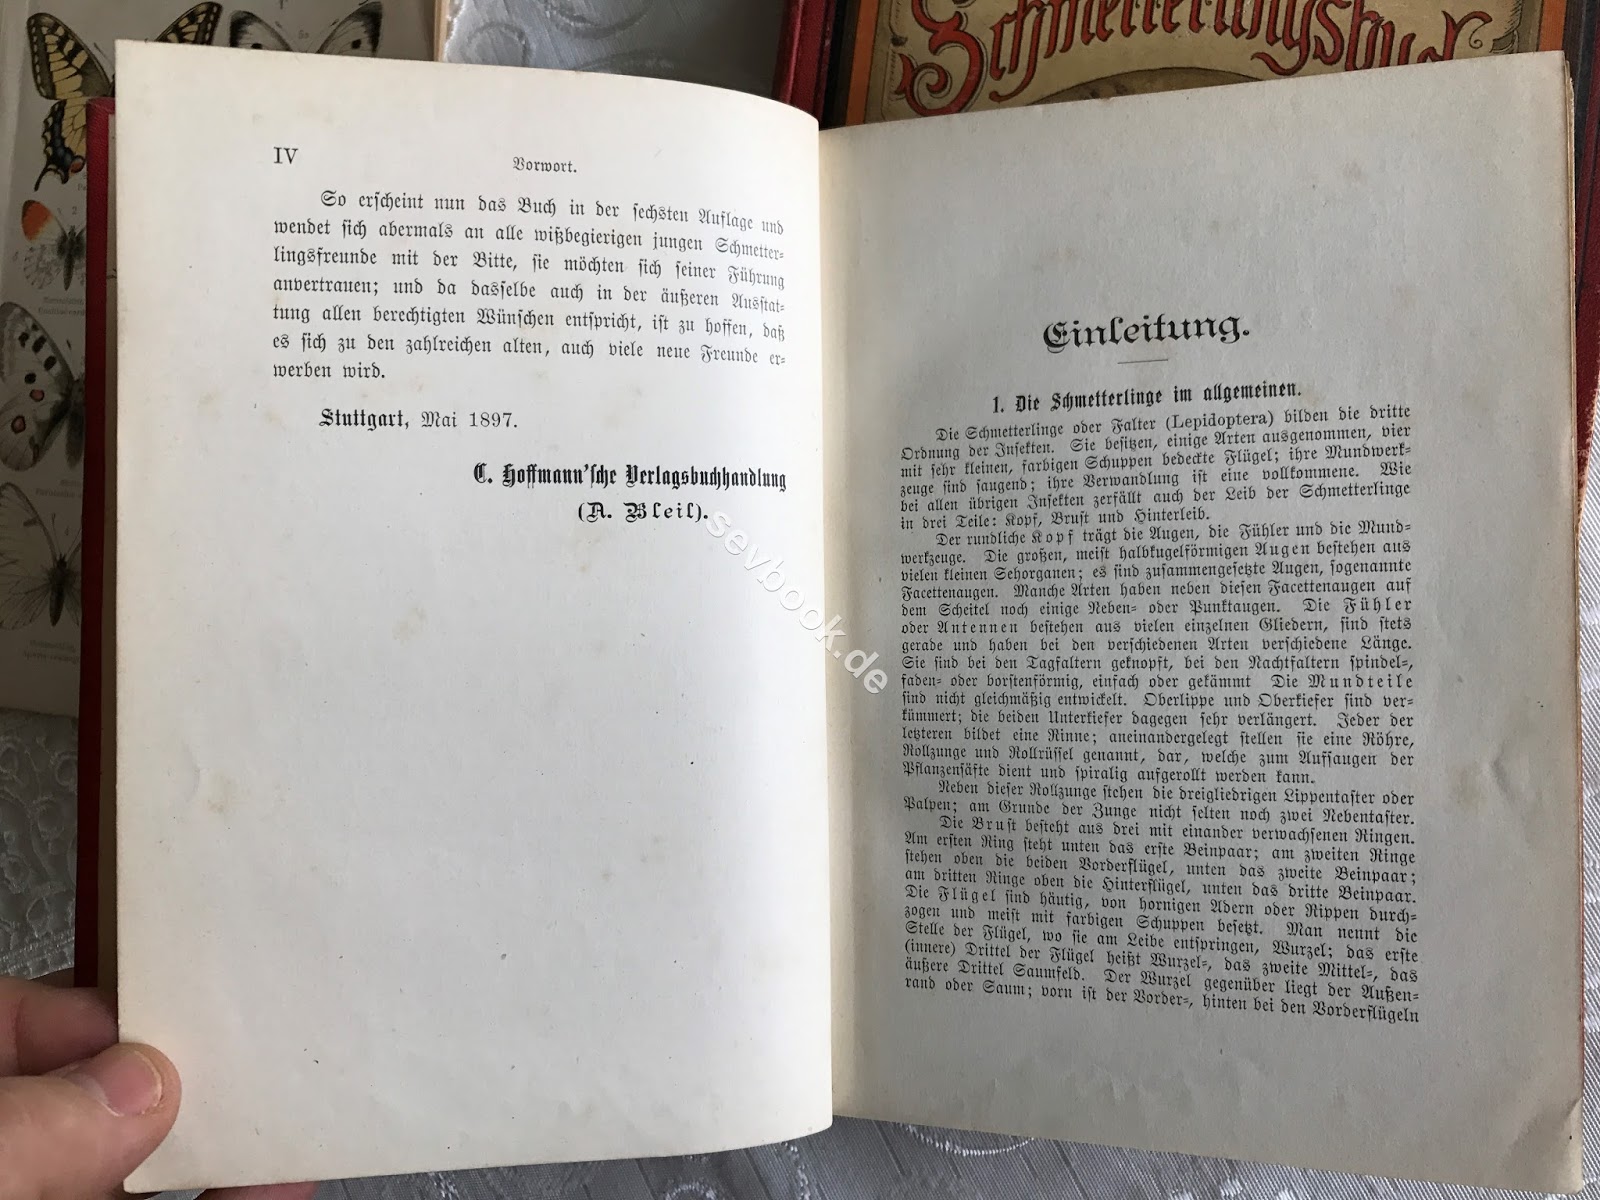 Schmetterlingsbuch
IV
Vorwort.
So erscheint nun das Buch in der sechsten Auflage und
wendet sich abermals an alle wißbegierigen jungen Schmetter-
lingsfreunde mit der Bitte, sie möchten sich seiner Führung
anvertrauen; und da dasselbe auch in der äußeren Ausstat-
tung allen berechtigten Wünschen entspricht, ist zu hoffen, daß
es sich zu den zahlreichen alten, auch viele neue Freunde er-
werben wird.
Stuttgart, Mai 1897.
C. Hoffmann'sche Verlagsbuchhandlung
(A. Bleil).
Einleitung.
1. Die Schmetterlinge im allgemeinen.
Die Schmetterlinge oder Falter (Lepidoptera) bilden die dritte
Ordnung der Insekten. Sie besitzen, einige Arten ausgenommen, vier
mit sehr kleinen, farbigen Schuppen bedeckte Flügel; ihre Mundwerk-
zeuge sind saugend; ihre Verwandlung ist eine vollkommene. Wie
bei allen übrigen Insekten zerfällt auch der Leib der Schmetterlinge
in drei Teile: Kopf, Brust und Hinterleib.
Der rundliche Kopf trägt die Augen, die Fühler und die Mund-
werkzeuge. Die großen, meist halbkugelförmigen Augen bestehen aus
vielen kleinen Sehorganen; es sind zusammengesetzte Augen, sogenannte
Facettenaugen. Manche Arten haben neben diesen Facettenaugen auf
dem Scheitel noch einige Neben- oder Punktaugen. Die Fühler
oder Antennen bestehen aus vielen einzelnen Gliedern, sind stets
gerade und haben bei den verschiedenen Arten verschiedene Länge.
Sie sind bei den Tagfaltern geknopft, bei den Nachtfaltern spindel-,
faden- oder borstenförmig, einfach oder gekämmt Die Mundteile
sind nicht gleichmäßig entwickelt. Oberlippe und Oberkiefer sind ver-
kümmert; die beiden Unterkiefer dagegen sehr verlängert. Jeder der
letzteren bildet eine Rinne; aneinandergelegt stellen sie eine Röhre,
Rollzunge und Rollrüssel genannt, dar, welche zum Aufsaugen der
Pflanzensäfte dient und spiralig aufgerollt werden kann.
Neben dieser Rollzunge stehen die dreigliedrigen Lippentaster oder
Palpen; am Grunde der Zunge nicht selten noch zwei Nebentaster.
Die Brust besteht aus drei mit einander verwachsenen Ringen.
Am ersten Ring steht unten das erste Beinpaar; am zweiten Ringe
stehen oben die beiden Vorderflügel, unten das zweite Beinpaar;
am dritten Ringe oben die Hinterflügel, unten das dritte Beinpaar.
Die Flügel sind häutig, von hornigen Adern oder Rippen durch-
zogen und meist mit farbigen Schuppen besetzt. Man nennt die
Stelle der Flügel, wo sie am Leibe entspringen, Wurzel; das erste
(innere) Drittel der Flügel heißt Wurzel-, das zweite Mittel-, das
äußere Drittel Saumfeld. Der Wurzel gegenüber liegt der Außen-
rand oder Saum; vorn ist der Vorder-, hinten bei den Vorderflügeln
sevbook.de